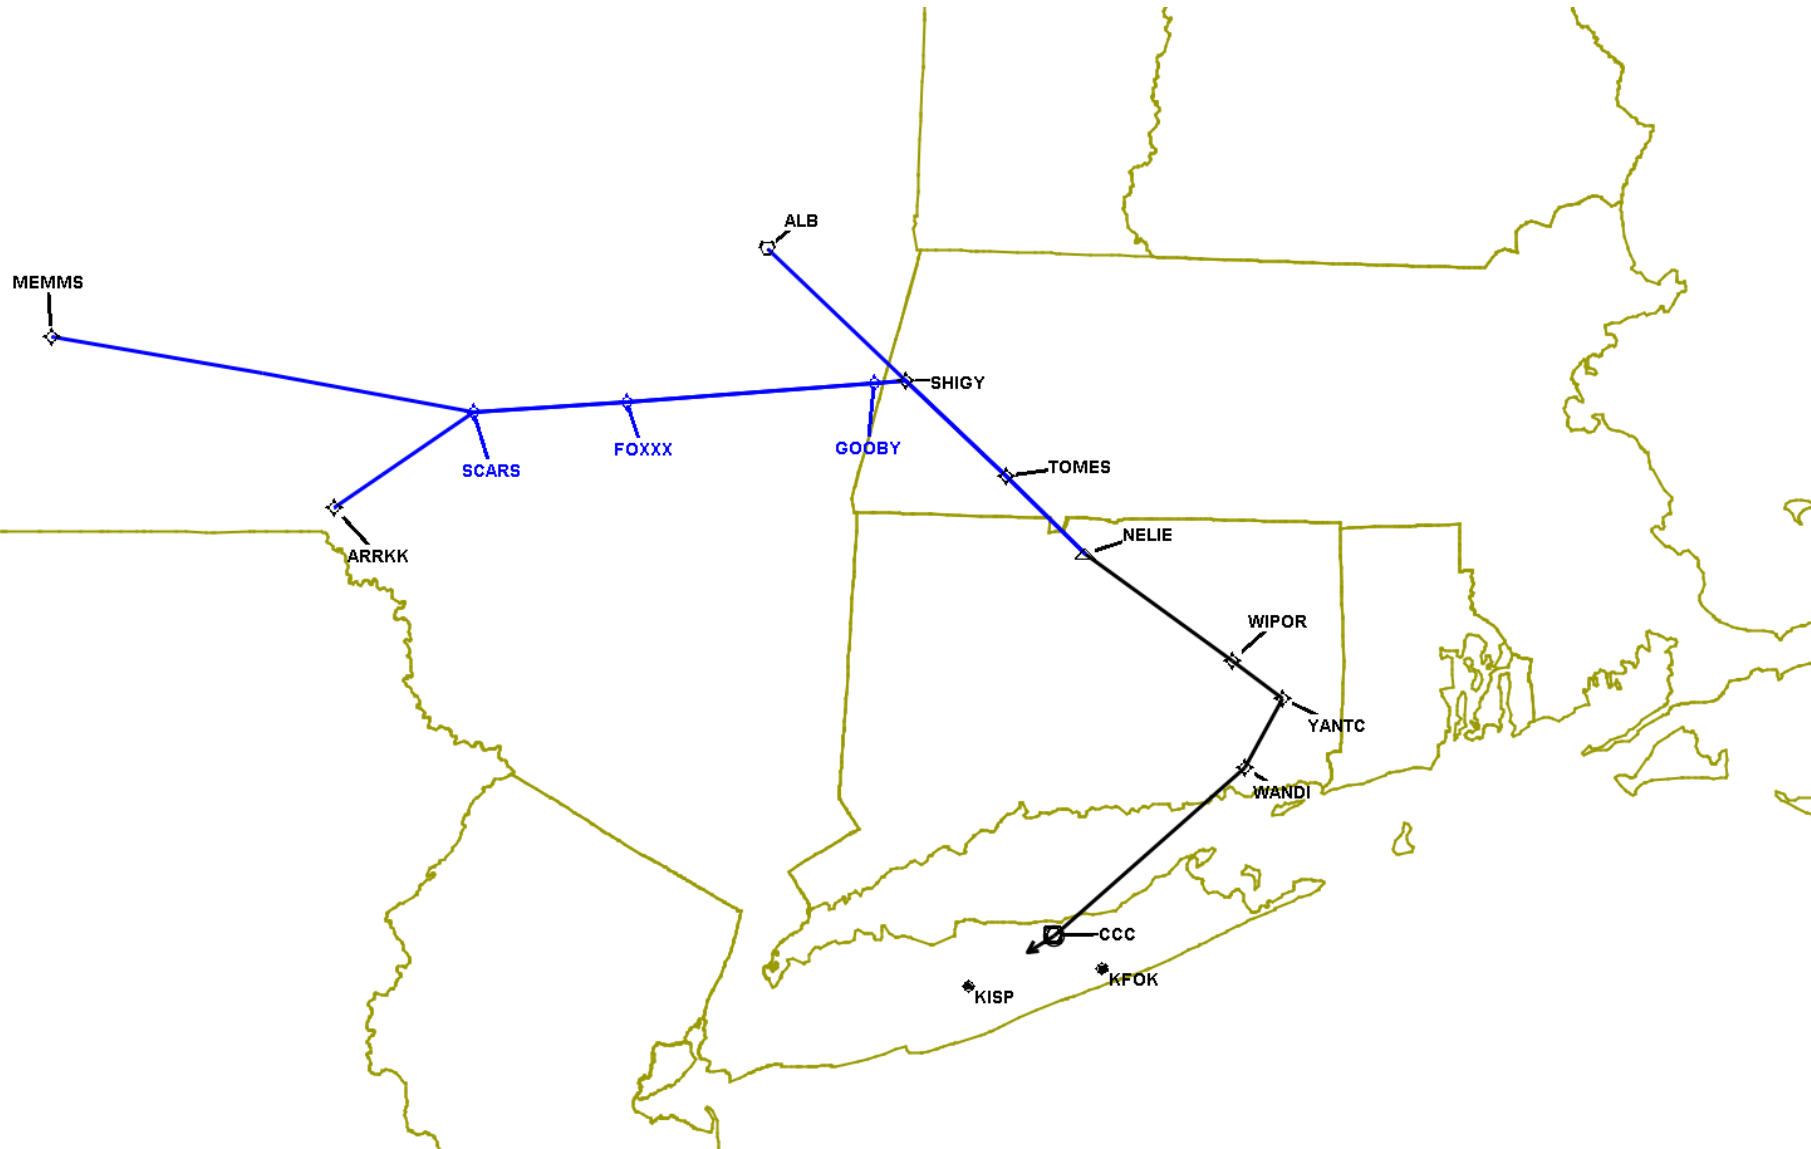 ALB
MEMMS
SHIGY
GOOBY
FOXXX
SCARS
TOMES
NELIE
ARRKK
WIPOR
YANTC
WANDI
CCC
KFOK
KISP